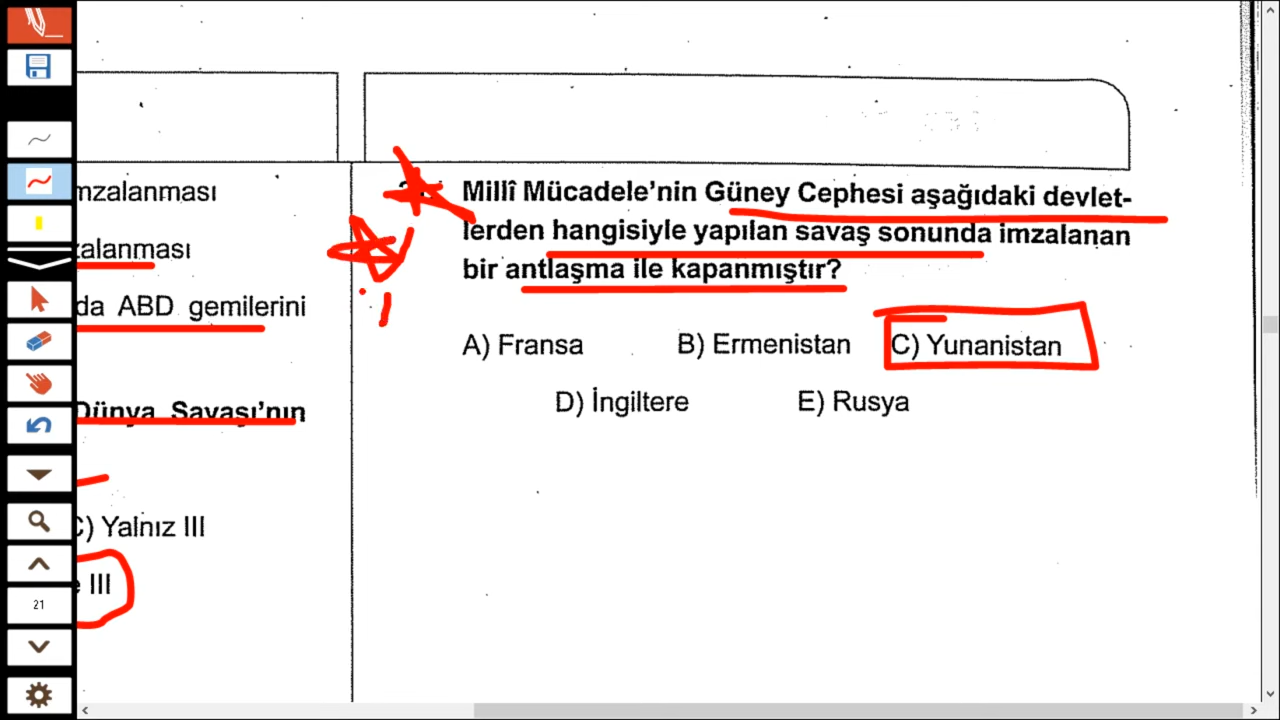 mzalanması
zalanması
da ABD gemilerini
Dünya Savaşı'nın
C) Yalnız III
e III
Millî Mücadele'nin Güney Cephesi aşağıdaki devlet-
lerden hangisiyle yapılan savaş sonunda imzalanan
bir antlaşma ile kapanmıştır?
A) Fransa B) Ermenistan C) Yunanistan
D) İngiltere E) Rusya
21